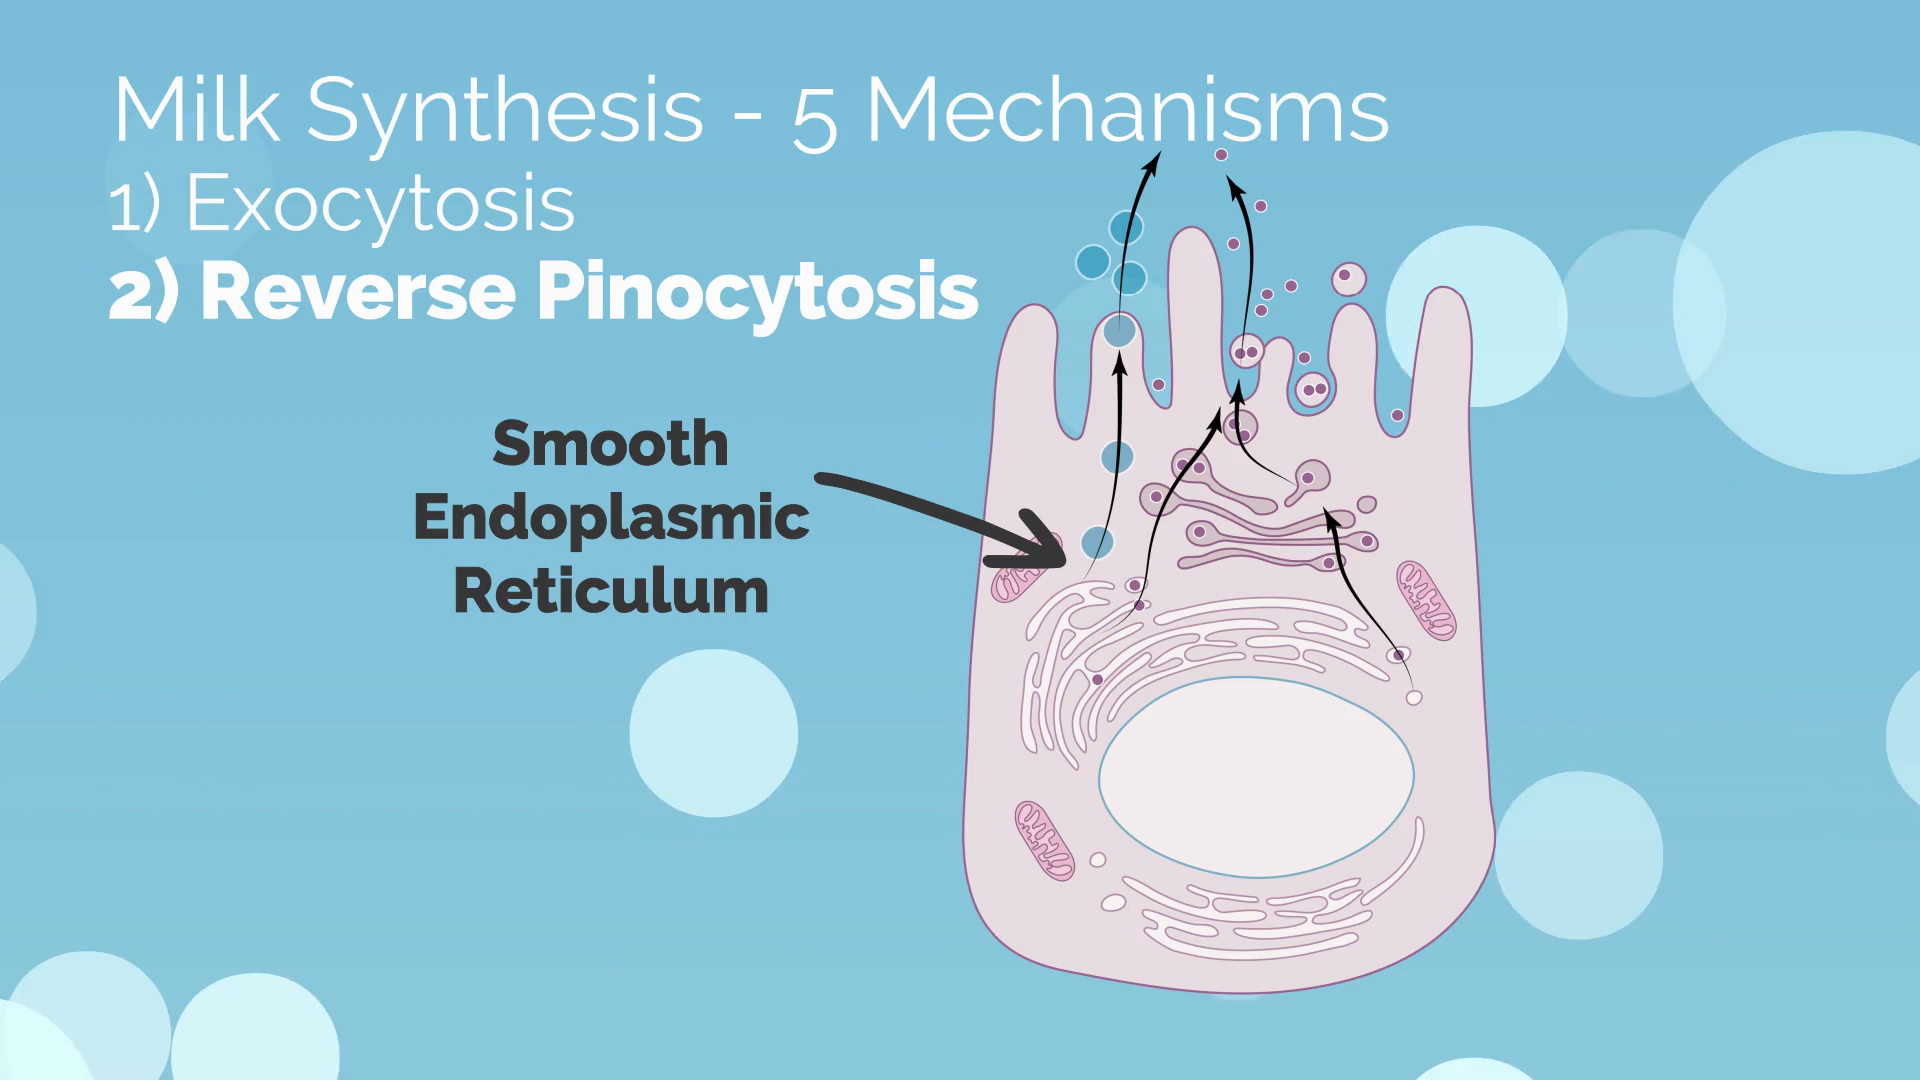 Milk Synthesis - 5 Mechanisms
1) Exocytosis
2) Reverse Pinocytosis
Smooth
Endoplasmic
Reticulum